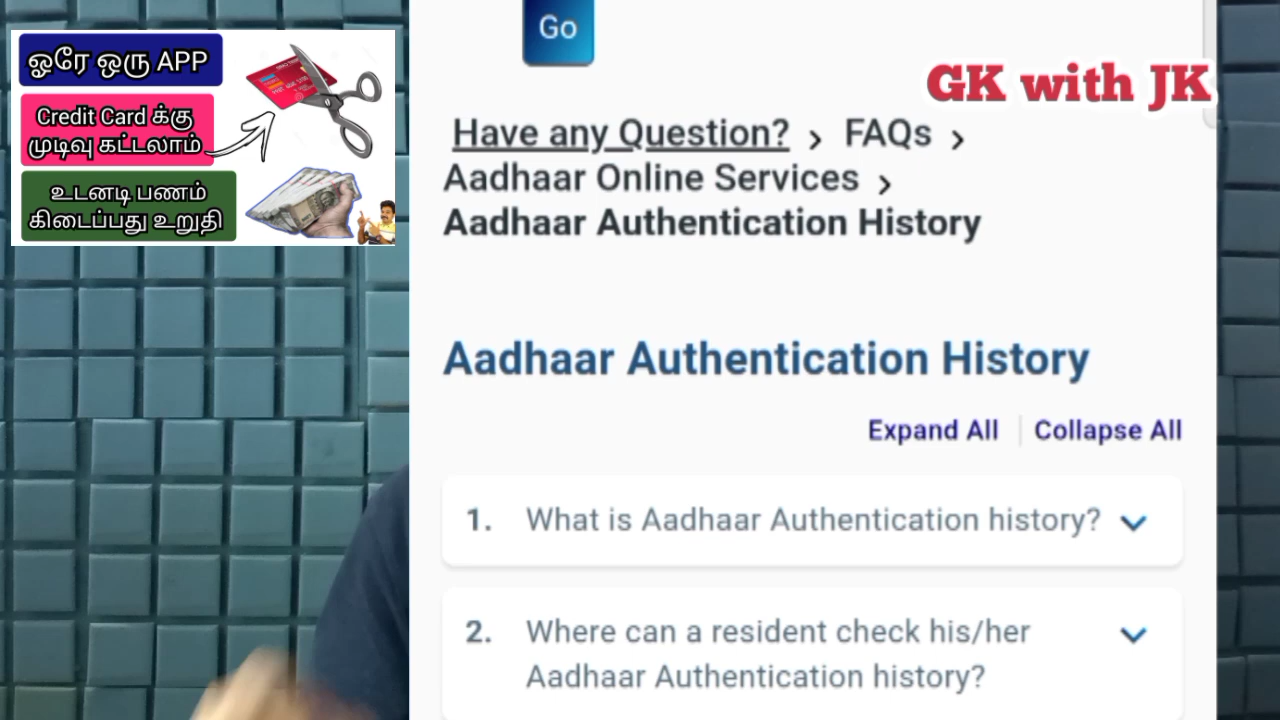 ஓரே ஒரு APP
Credit Card க்கு
முடிவு கட்டலாம்
உடனடி பணம்
கிடைப்பது உறுதி
Go
GK with JK
Have any Question? › FAQs ›
Aadhaar Online Services ›
Aadhaar Authentication History
Aadhaar Authentication History
Expand All | Collapse All
1. What is Aadhaar Authentication history?
2. Where can a resident check his/her
Aadhaar Authentication history?